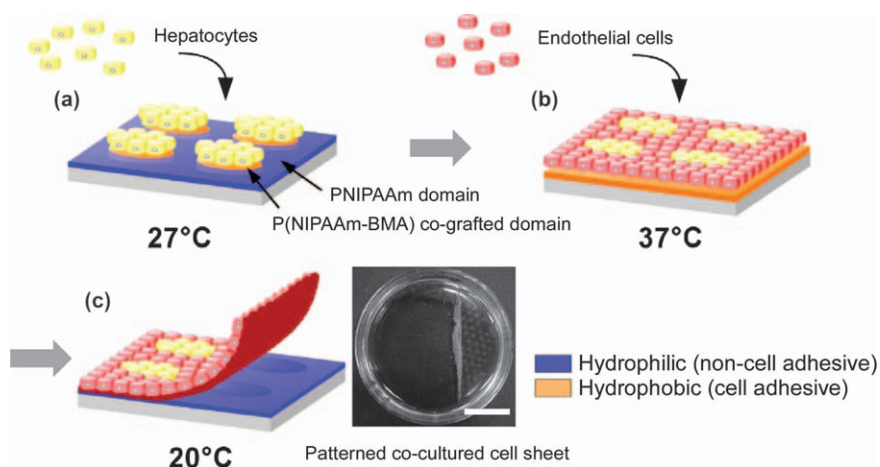 Hepatocytes
Endothelial cells
(a)
(b)
PNIPAAm domain
P(NIPAAm-BMA) co-grafted domain
27°C
37°C
(c)
Hydrophilic (non-cell adhesive)
Hydrophobic (cell adhesive)
20°C
Patterned co-cultured cell sheet